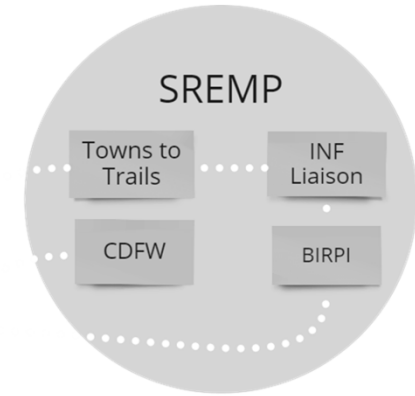 SREMP
Towns to
Trails
INF
Liaison
CDFW
BIRPI